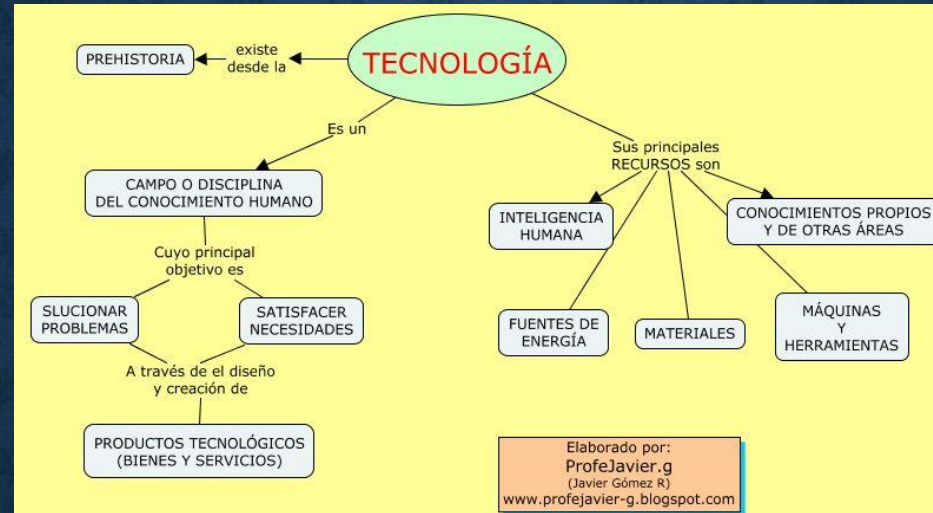 TECNOLOGÍA
existe
desde la
PREHISTORIA
Es un
CAMPO O DISCIPLINA
DEL CONOCIMIENTO HUMANO
Cuyo principal
objetivo es
SLUCIONAR
PROBLEMAS
SATISFACER
NECESIDADES
A través de el diseño
y creación de
PRODUCTOS TECNOLÓGICOS
(BIENES Y SERVICIOS)
Sus principales
RECURSOS son
INTELIGENCIA
HUMANA
CONOCIMIENTOS PROPIOS
Y DE OTRAS ÁREAS
FUENTES DE
ENERGÍA
MATERIALES
MÁQUINAS
Y
HERRAMIENTAS
Elaborado por:
ProfeJavier.g
(Javier Gómez R)
www.profejavier-g.blogspot.com